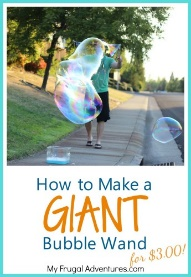 How to Make a
GIANT
Bubble Wand
for $3.00!
My Frugal Adventures.com